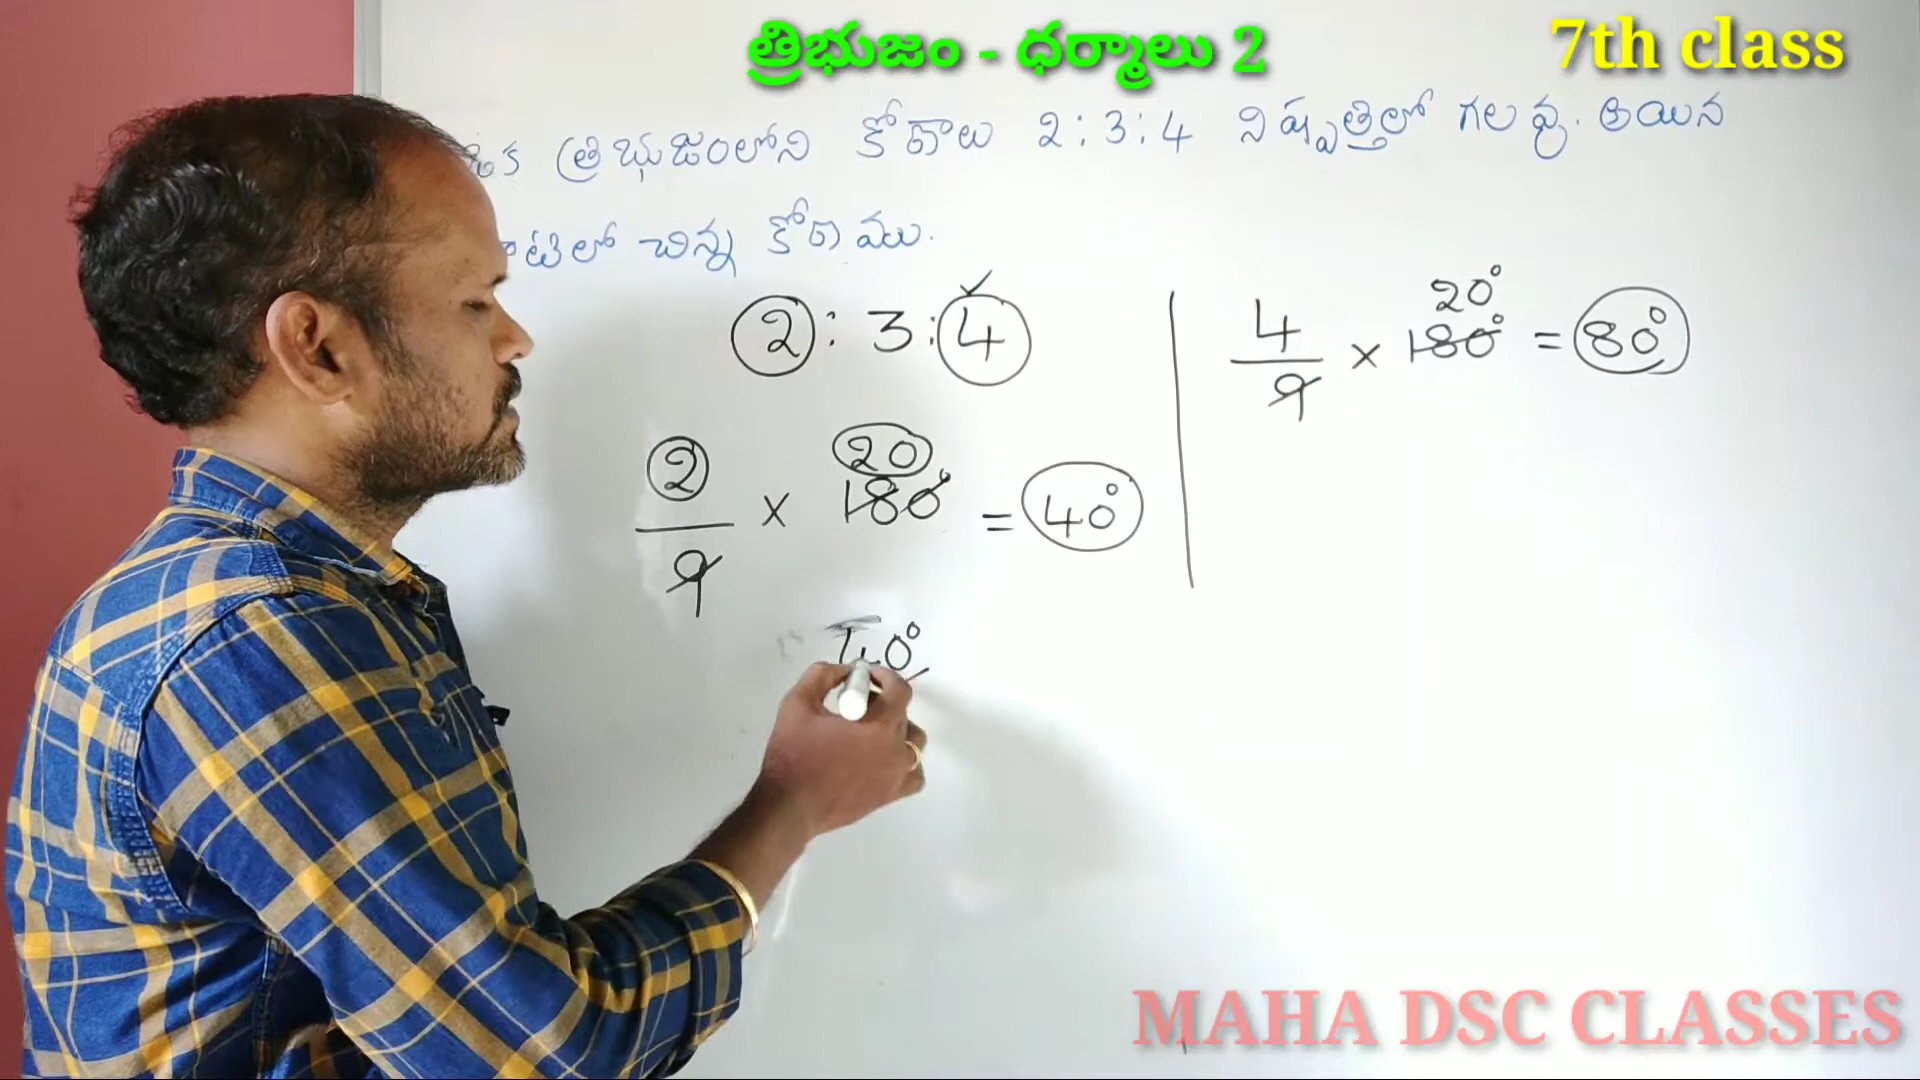 త్రిభుజం - ధర్మాలు 2
7th class
త్రిభుజంలోని కోణాలు 2 : 3 : 4 నిష్పత్తిలో గలవు. అయిన
చిన్న కోణము.
2 : 3 : 4
20
2/9 × 180° = 40°
20°
4/9 × 180° = 80°
40°
MAHA DSC CLASSES